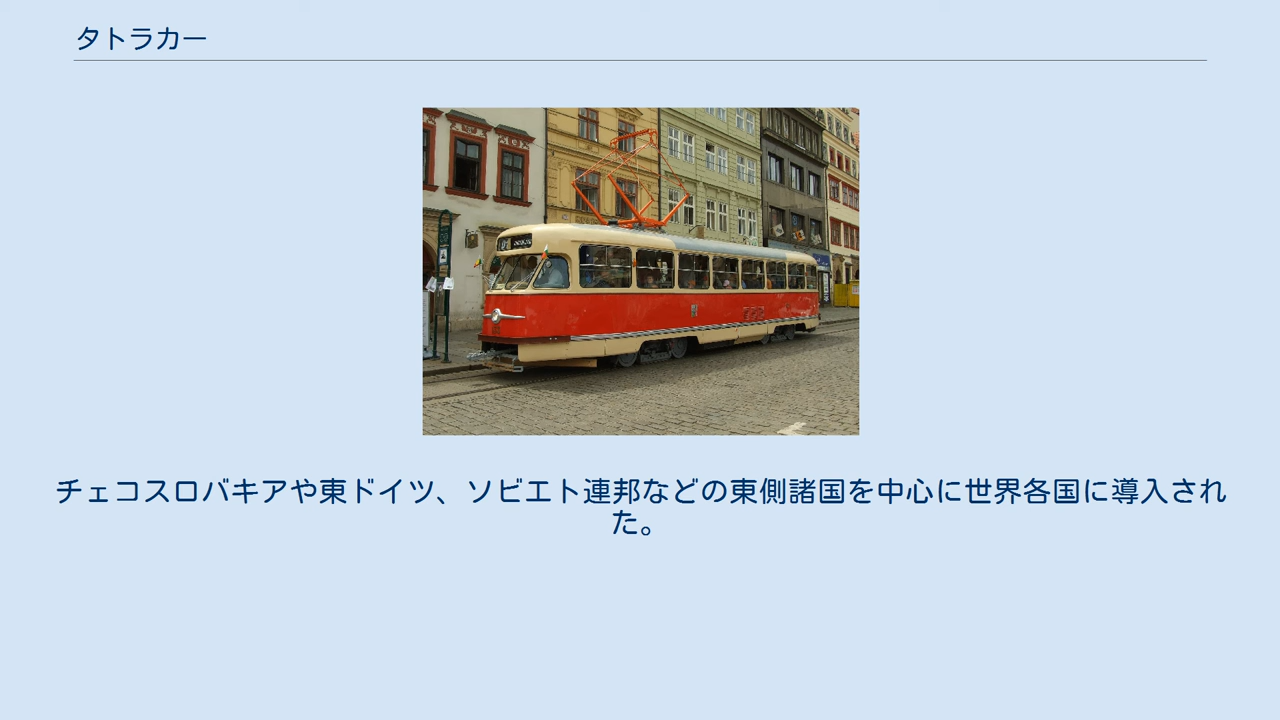 タトラカー
チェコスロバキアや東ドイツ、ソビエト連邦などの東側諸国を中心に世界各国に導入され
た。